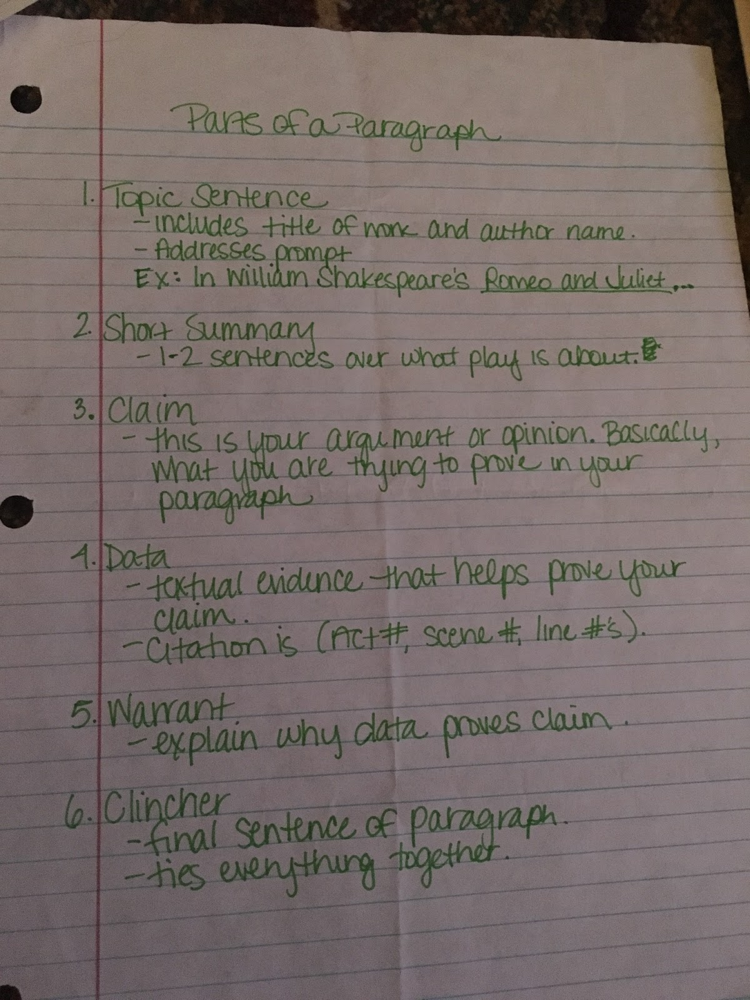 Parts of a Paragraph
1. Topic Sentence
- includes title of work and author name.
- Addresses prompt
Ex: In William Shakespeare's Romeo and Juliet,...
2. Short Summary
- 1-2 sentences over what play is about.
3. Claim
- this is your argument or opinion. Basically,
what you are trying to prove in your
paragraph
4. Data
- textual evidence that helps prove your
claim.
- Citation is (Act #, scene #, line #'s).
5. Warrant
- explain why data proves claim.
6. Clincher
- final sentence of paragraph.
- ties everything together.